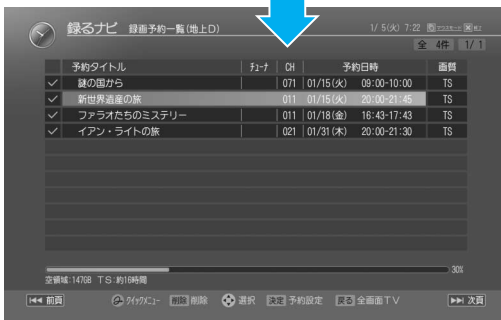 録るナビ 録画予約一覧(地上D) 1/ 5(火) 7:22 終了
全 4件 1/ 1
予約タイトル ﾁｭｰﾅ CH 予約日時 画質
謎の国から 071 01/15(火) 09:00-10:00 TS
新世界遺産の旅 011 01/15(火) 20:00-21:45 TS
ファラオたちのミステリー 011 01/18(金) 16:43-17:43 TS
イアン・ライトの旅 021 01/31(木) 20:00-21:30 TS
30%
空領域:147GB TS:約16時間
前頁 ｸｲｯｸﾒﾆｭｰ 削除 削除 選択 決定 予約設定 戻る 全画面TV 次頁